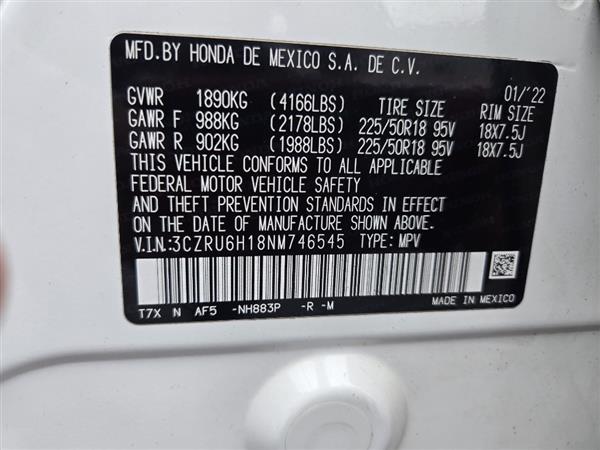 MFD.BY HONDA DE MEXICO S.A. DE C.V.
01/'22
GVWR 1890KG (4166LBS) TIRE SIZE RIM SIZE
GAWR F 988KG (2178LBS) 225/50R18 95V 18X7.5J
GAWR R 902KG (1988LBS) 225/50R18 95V 18X7.5J
THIS VEHICLE CONFORMS TO ALL APPLICABLE
FEDERAL MOTOR VEHICLE SAFETY
AND THEFT PREVENTION STANDARDS IN EFFECT
ON THE DATE OF MANUFACTURE SHOWN ABOVE.
V.I.N:3CZRU6H18NM746545 TYPE: MPV
T7X N AF5 -NH883P -R -M MADE IN MEXICO